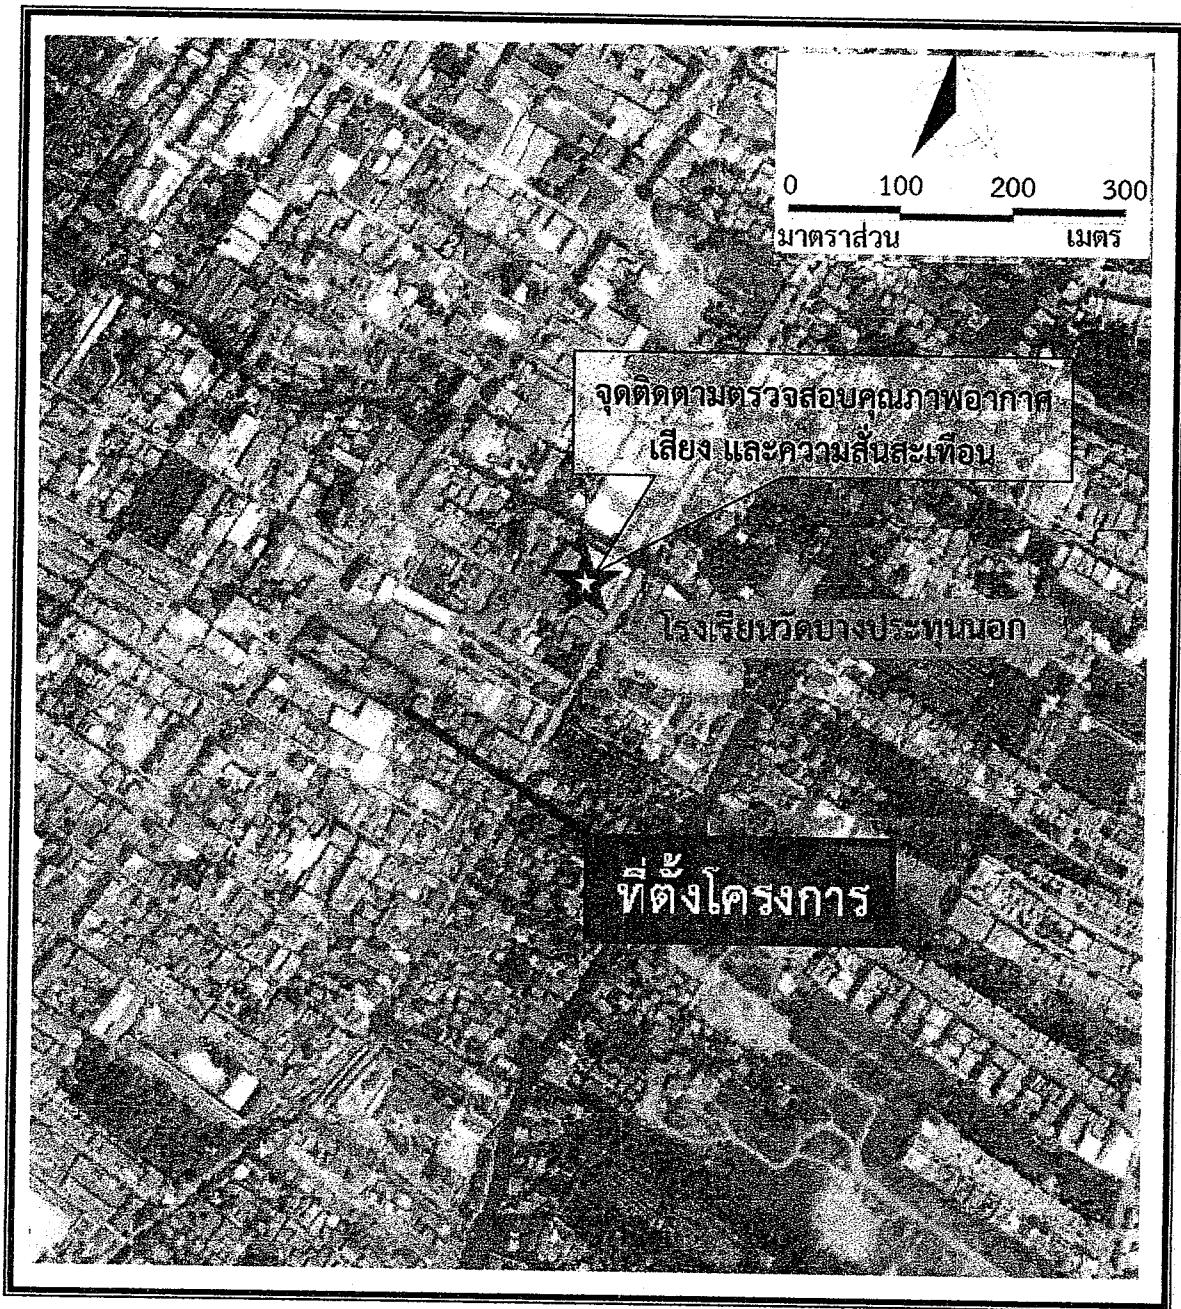 0 100 200 300
มาตราส่วน เมตร
จุดติดตามตรวจสอบคุณภาพอากาศ
เสียง และความสั่นสะเทือน
โรงเรียนวัดบางประทุนนอก
ที่ตั้งโครงการ